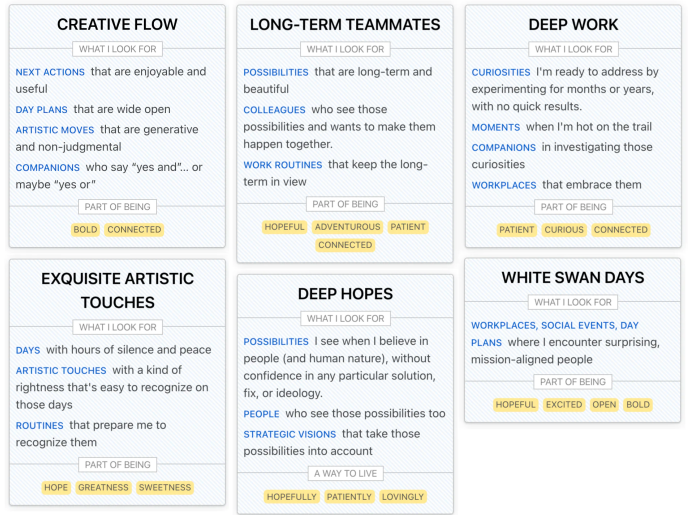 CREATIVE FLOW
WHAT I LOOK FOR
NEXT ACTIONS that are enjoyable and
useful
DAY PLANS that are wide open
ARTISTIC MOVES that are generative
and non-judgmental
COMPANIONS who say “yes and”... or
maybe “yes or”
PART OF BEING
BOLD CONNECTED
LONG-TERM TEAMMATES
WHAT I LOOK FOR
POSSIBILITIES that are long-term and
beautiful
COLLEAGUES who see those
possibilities and wants to make them
happen together.
WORK ROUTINES that keep the long-
term in view
PART OF BEING
HOPEFUL ADVENTUROUS PATIENT
CONNECTED
DEEP WORK
WHAT I LOOK FOR
CURIOSITIES I'm ready to address by
experimenting for months or years,
with no quick results.
MOMENTS when I'm hot on the trail
COMPANIONS in investigating those
curiosities
WORKPLACES that embrace them
PART OF BEING
PATIENT CURIOUS CONNECTED
EXQUISITE ARTISTIC
TOUCHES
WHAT I LOOK FOR
DAYS with hours of silence and peace
ARTISTIC TOUCHES with a kind of
rightness that's easy to recognize on
those days
ROUTINES that prepare me to
recognize them
PART OF BEING
HOPE GREATNESS SWEETNESS
DEEP HOPES
WHAT I LOOK FOR
POSSIBILITIES I see when I believe in
people (and human nature), without
confidence in any particular solution,
fix, or ideology.
PEOPLE who see those possibilities too
STRATEGIC VISIONS that take those
possibilities into account
A WAY TO LIVE
HOPEFULLY PATIENTLY LOVINGLY
WHITE SWAN DAYS
WHAT I LOOK FOR
WORKPLACES, SOCIAL EVENTS, DAY
PLANS where I encounter surprising,
mission-aligned people
PART OF BEING
HOPEFUL EXCITED OPEN BOLD